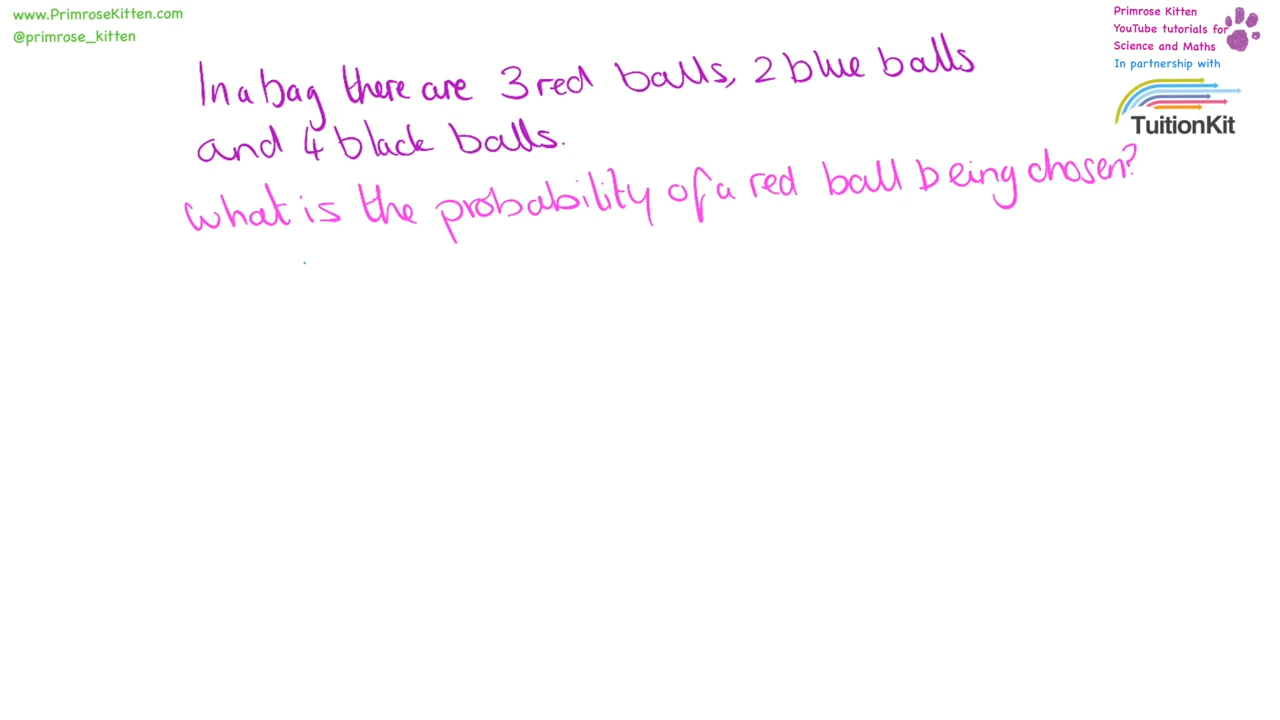 www.PrimroseKitten.com
@primrose_kitten
Primrose Kitten
YouTube tutorials for
Science and Maths
In partnership with
TuitionKit
In a bag there are 3 red balls, 2 blue balls
and 4 black balls.
What is the probability of a red ball being chosen?